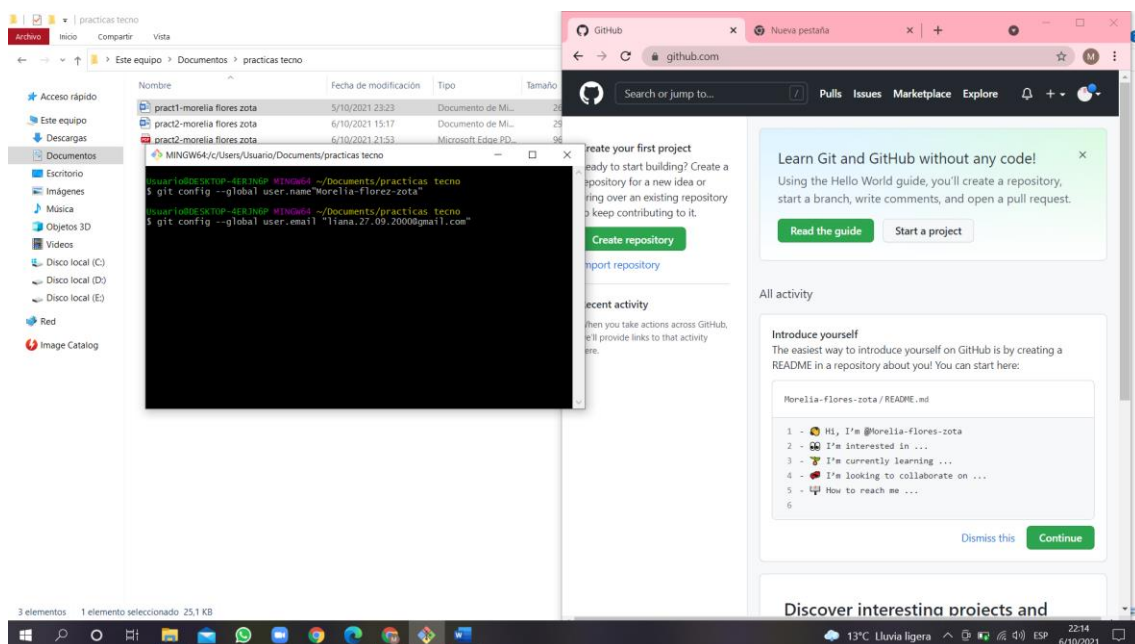 practicas tecno
Archivo Inicio Compartir Vista
Este equipo > Documentos > practicas tecno
Nombre Fecha de modificación Tipo Tamaño
Acceso rápido
Este equipo
Descargas
Documentos
Escritorio
Imágenes
Música
Objetos 3D
Videos
Disco local (C:)
Disco local (D:)
Disco local (E:)
Red
Image Catalog
pract1-morelia flores zota 5/10/2021 23:23 Documento de Mi...
pract2-morelia flores zota 6/10/2021 15:17 Documento de Mi...
pract2-morelia flores zota 6/10/2021 21:53 Microsoft Edge PD...
MINGW64:/c/Users/Usuario/Documents/practicas tecno
Usuario@DESKTOP-4ERJN6P MINGW64 ~/Documents/practicas tecno
$ git config --global user.name"Morelia-florez-zota"
Usuario@DESKTOP-4ERJN6P MINGW64 ~/Documents/practicas tecno
$ git config --global user.email "liana.27.09.2000@gmail.com"
3 elementos 1 elemento seleccionado 25,1 KB
GitHub
Nueva pestaña
github.com
M
Search or jump to... /
Pulls Issues Marketplace Explore
reate your first project
eady to start building? Create a
epository for a new idea or
ring over an existing repository
o keep contributing to it.
Create repository
mport repository
ecent activity
hen you take actions across GitHub,
e'll provide links to that activity
ere.
Learn Git and GitHub without any code!
Using the Hello World guide, you'll create a repository,
start a branch, write comments, and open a pull request.
Read the guide Start a project
All activity
Introduce yourself
The easiest way to introduce yourself on GitHub is by creating a
README in a repository about you! You can start here:
Morelia-flores-zota/README.md
1 - 👋 Hi, I'm @Morelia-flores-zota
2 - 👀 I'm interested in ...
3 - 🌱 I'm currently learning ...
4 - 💞️ I'm looking to collaborate on ...
5 - 📫 How to reach me ...
6
Dismiss this Continue
Discover interesting projects and
13°C Lluvia ligera ESP 22:14
6/10/2021